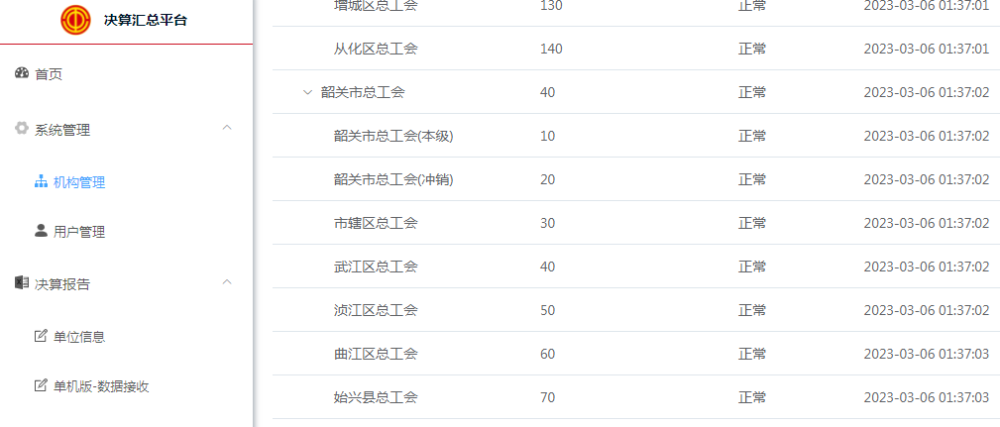 决算汇总平台
首页
系统管理
机构管理
用户管理
决算报告
单位信息
单机版-数据接收
增城区总工会 130 正常 2023-03-06 01:37:01
从化区总工会 140 正常 2023-03-06 01:37:01
韶关市总工会 40 正常 2023-03-06 01:37:02
韶关市总工会(本级) 10 正常 2023-03-06 01:37:02
韶关市总工会(冲销) 20 正常 2023-03-06 01:37:02
市辖区总工会 30 正常 2023-03-06 01:37:02
武江区总工会 40 正常 2023-03-06 01:37:02
浈江区总工会 50 正常 2023-03-06 01:37:02
曲江区总工会 60 正常 2023-03-06 01:37:03
始兴县总工会 70 正常 2023-03-06 01:37:03